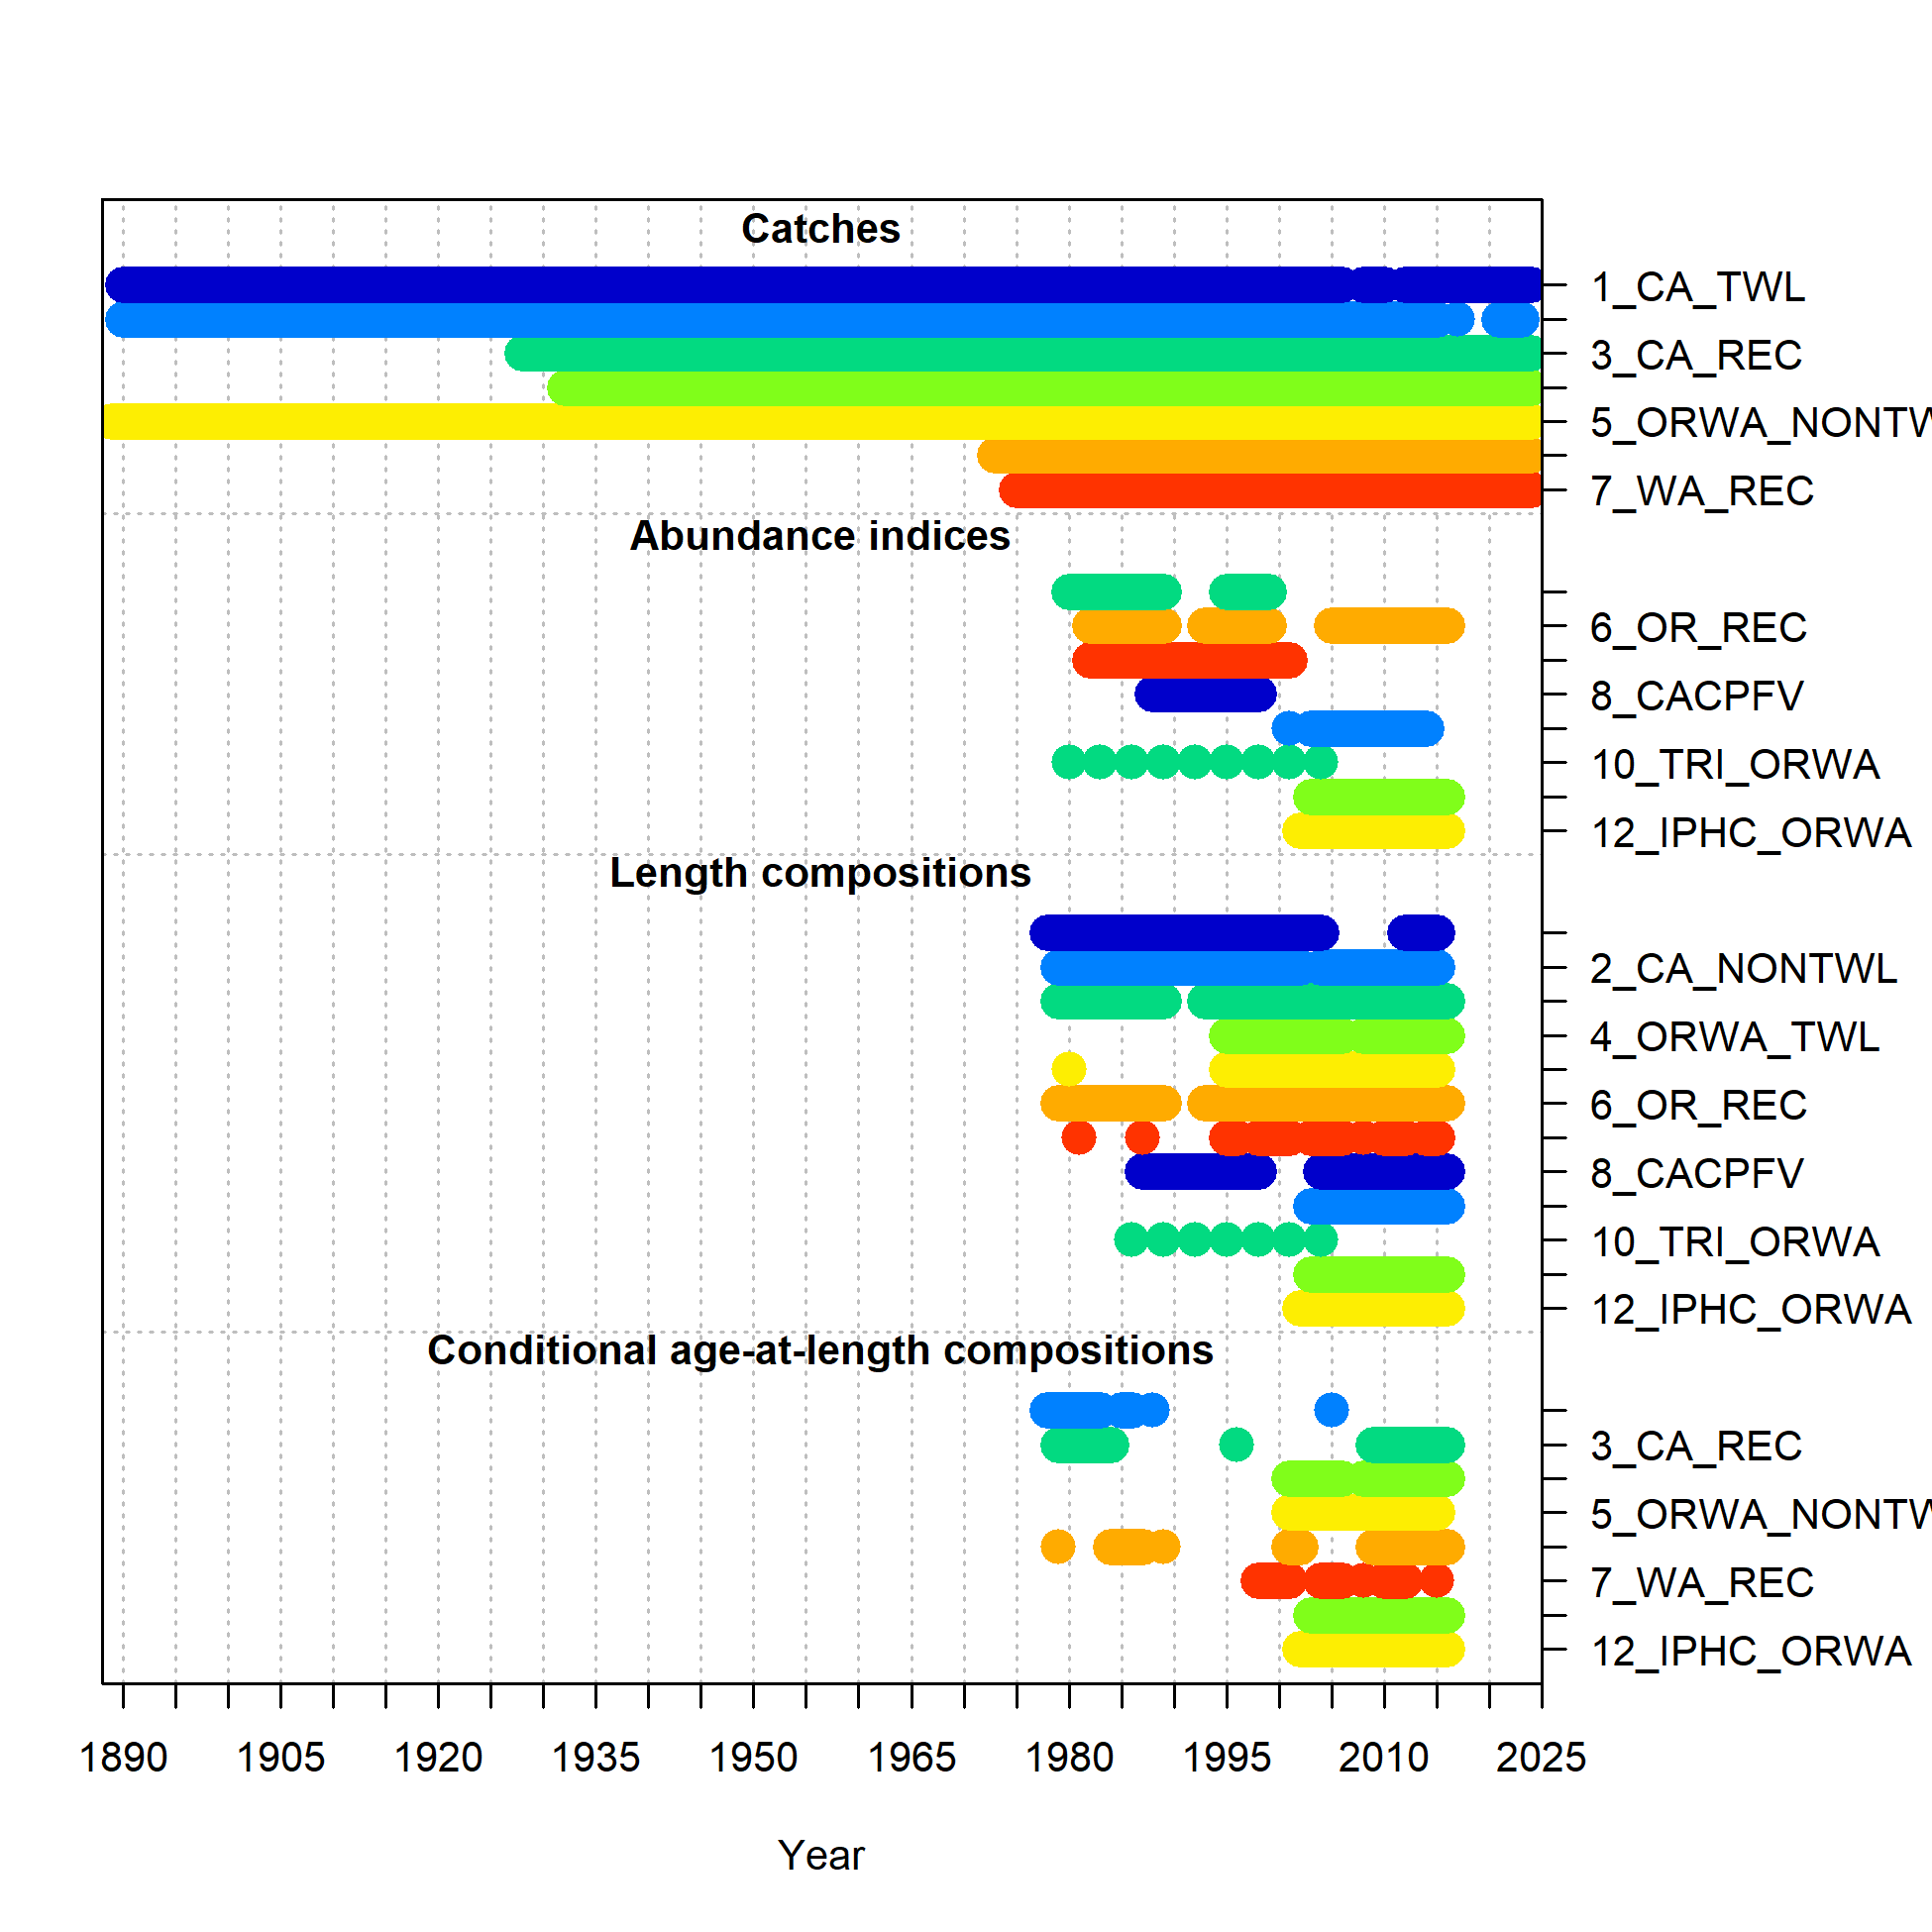 Catches
1_CA_TWL
3_CA_REC
5_ORWA_NONTW
7_WA_REC
Abundance indices
6_OR_REC
8_CACPFV
10_TRI_ORWA
12_IPHC_ORWA
Length compositions
2_CA_NONTWL
4_ORWA_TWL
6_OR_REC
8_CACPFV
10_TRI_ORWA
12_IPHC_ORWA
Conditional age-at-length compositions
3_CA_REC
5_ORWA_NONTW
7_WA_REC
12_IPHC_ORWA
1890 1905 1920 1935 1950 1965 1980 1995 2010 2025
Year